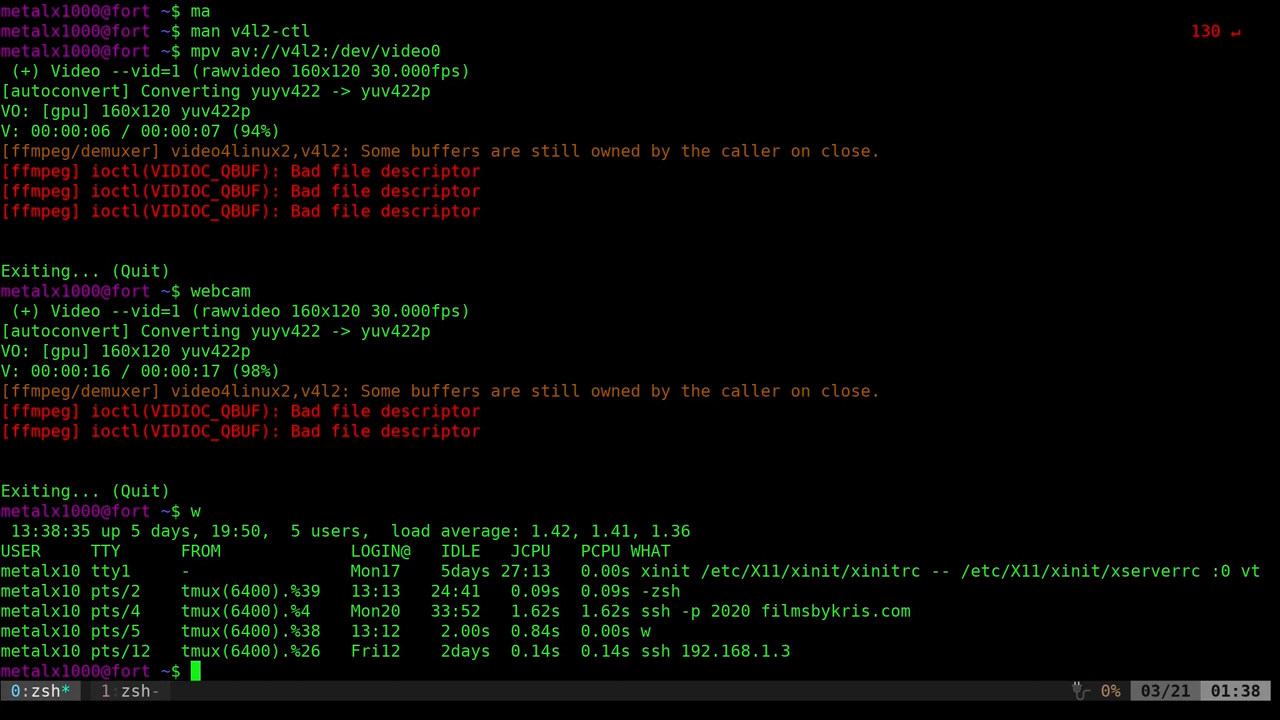 metalx1000@fort ~$ ma
metalx1000@fort ~$ man v4l2-ctl 130 ↵
metalx1000@fort ~$ mpv av://v4l2:/dev/video0
 (+) Video --vid=1 (rawvideo 160x120 30.000fps)
[autoconvert] Converting yuyv422 -> yuv422p
VO: [gpu] 160x120 yuv422p
V: 00:00:06 / 00:00:07 (94%)
[ffmpeg/demuxer] video4linux2,v4l2: Some buffers are still owned by the caller on close.
[ffmpeg] ioctl(VIDIOC_QBUF): Bad file descriptor
[ffmpeg] ioctl(VIDIOC_QBUF): Bad file descriptor
[ffmpeg] ioctl(VIDIOC_QBUF): Bad file descriptor
Exiting... (Quit)
metalx1000@fort ~$ webcam
 (+) Video --vid=1 (rawvideo 160x120 30.000fps)
[autoconvert] Converting yuyv422 -> yuv422p
VO: [gpu] 160x120 yuv422p
V: 00:00:16 / 00:00:17 (98%)
[ffmpeg/demuxer] video4linux2,v4l2: Some buffers are still owned by the caller on close.
[ffmpeg] ioctl(VIDIOC_QBUF): Bad file descriptor
[ffmpeg] ioctl(VIDIOC_QBUF): Bad file descriptor
Exiting... (Quit)
metalx1000@fort ~$ w
 13:38:35 up 5 days, 19:50,  5 users,  load average: 1.42, 1.41, 1.36
USER     TTY      FROM             LOGIN@   IDLE   JCPU   PCPU WHAT
metalx10 tty1     -                Mon17    5days 27:13   0.00s xinit /etc/X11/xinit/xinitrc -- /etc/X11/xinit/xserverrc :0 vt
metalx10 pts/2    tmux(6400).%39   13:13   24:41   0.09s  0.09s -zsh
metalx10 pts/4    tmux(6400).%4    Mon20   33:52   1.62s  1.62s ssh -p 2020 filmsbykris.com
metalx10 pts/5    tmux(6400).%38   13:12    2.00s  0.84s  0.00s w
metalx10 pts/12   tmux(6400).%26   Fri12    2days  0.14s  0.14s ssh 192.168.1.3
metalx1000@fort ~$
0:zsh* 1:zsh- 0% 03/21 01:38